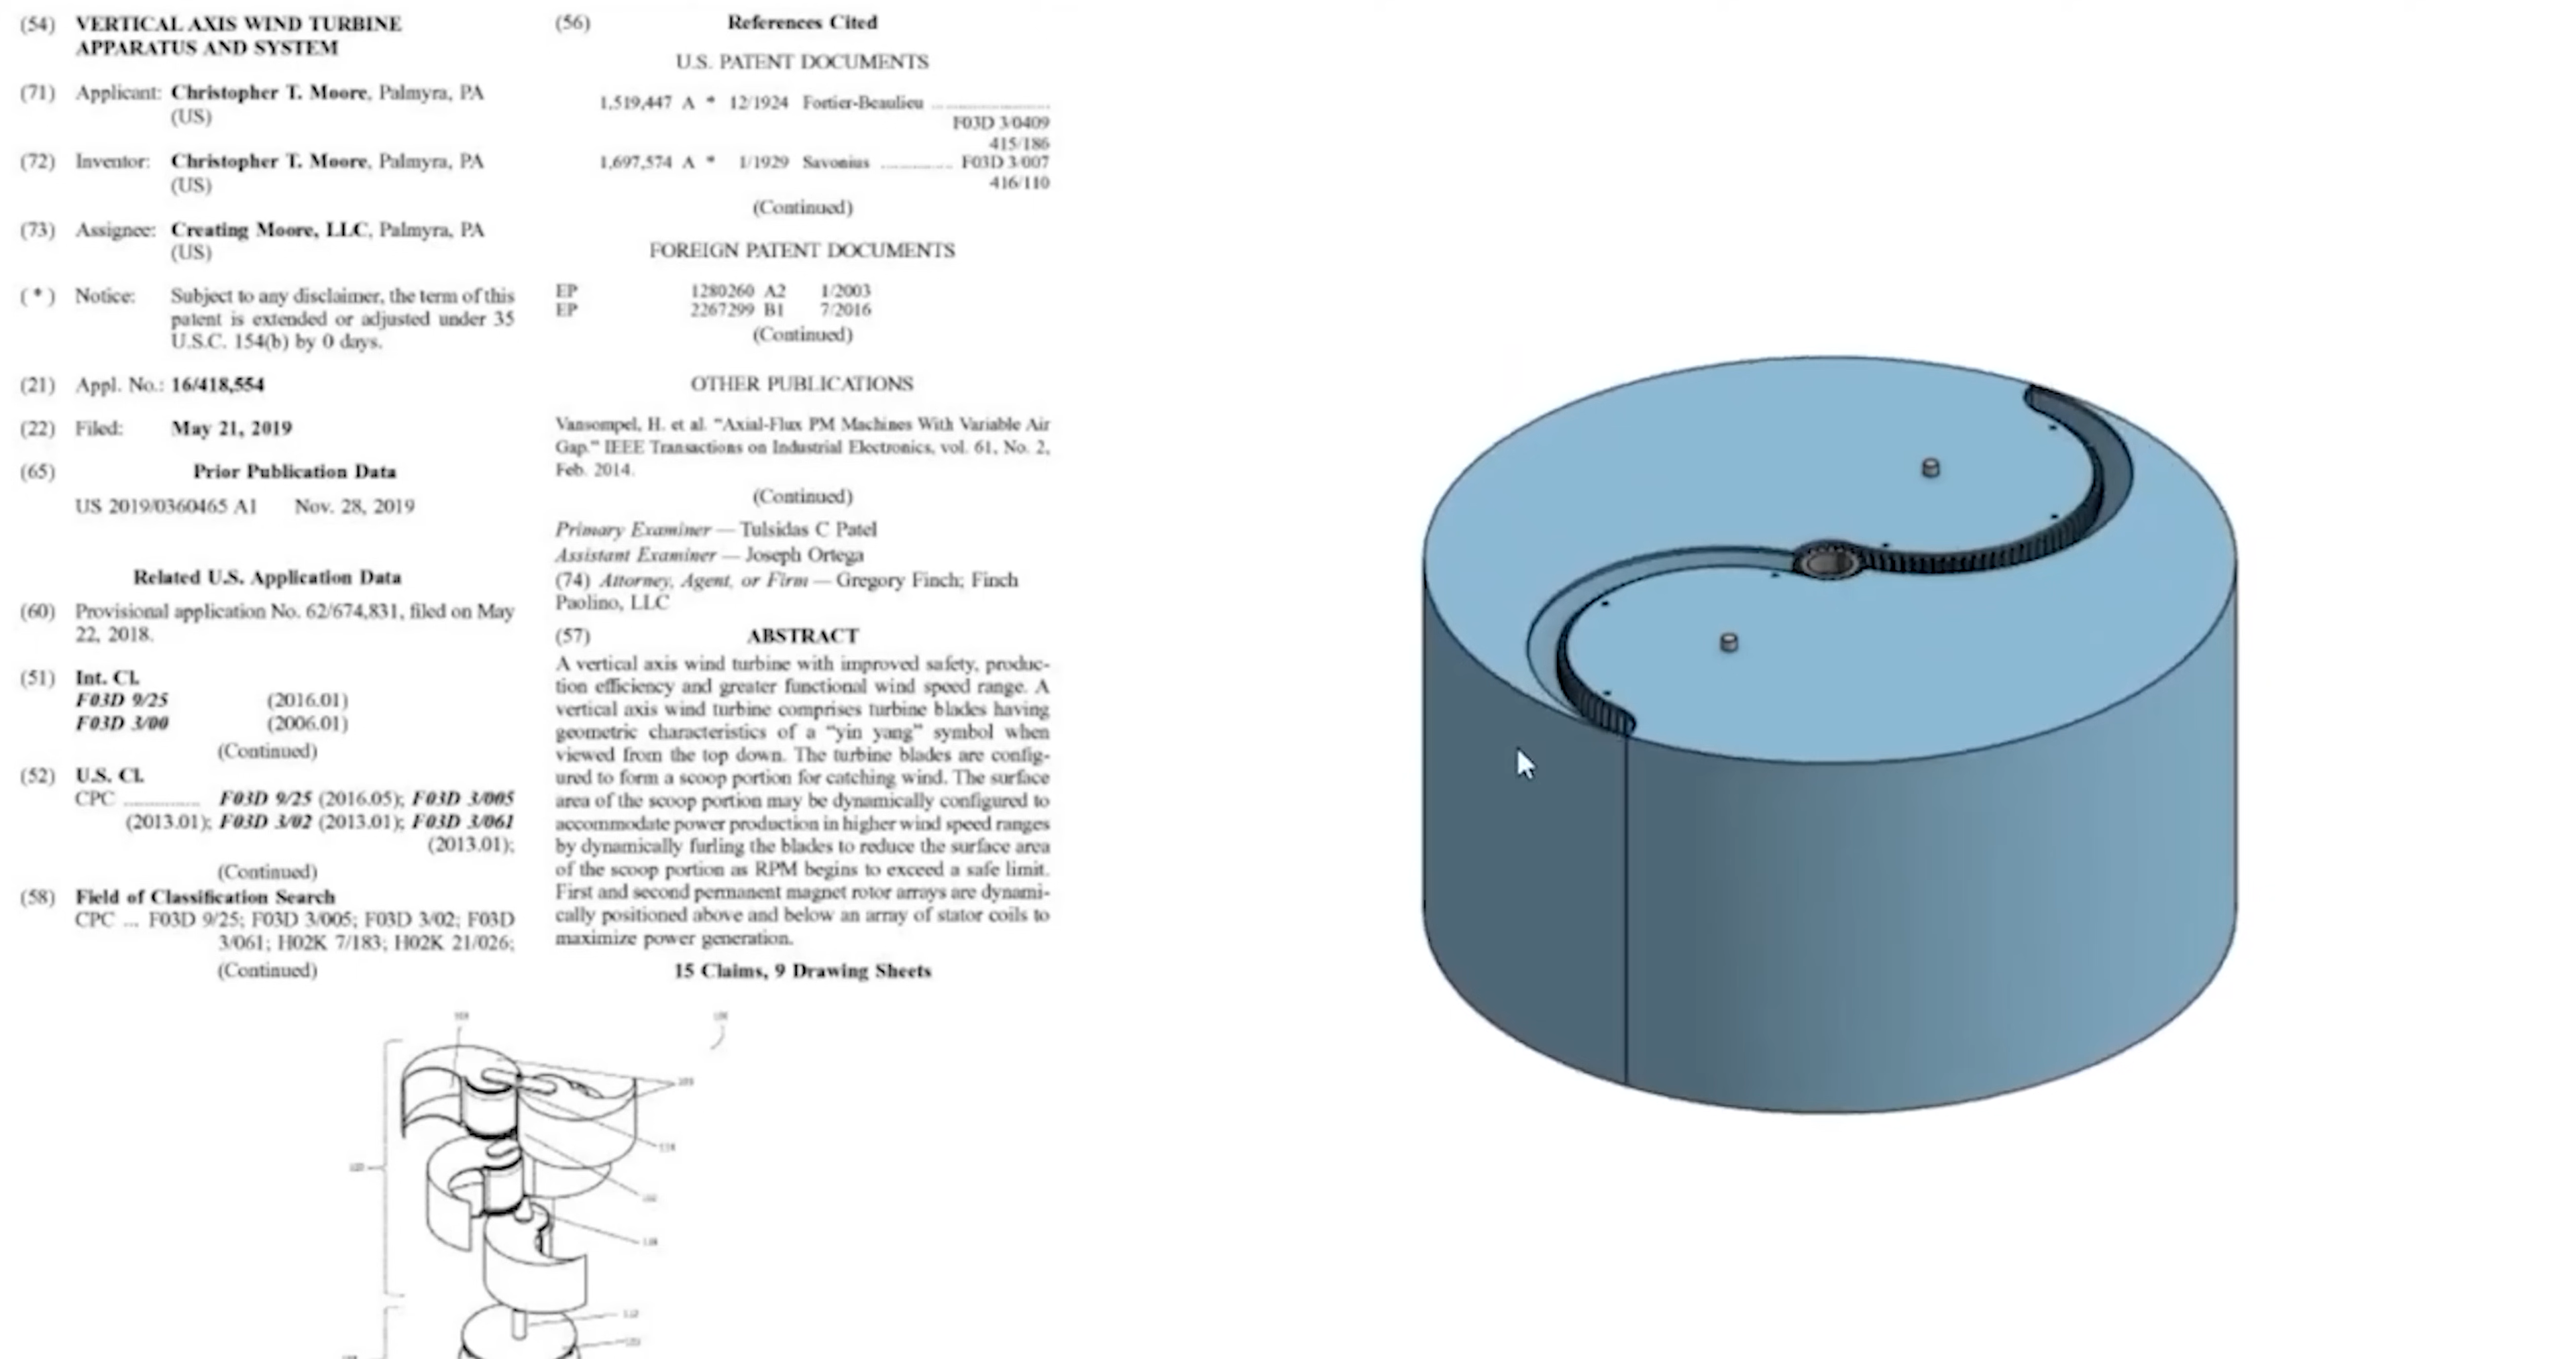 (54) VERTICAL AXIS WIND TURBINE
APPARATUS AND SYSTEM
(71) Applicant: Christopher T. Moore, Palmyra, PA
(US)
(72) Inventor: Christopher T. Moore, Palmyra, PA
(US)
(73) Assignee: Creating Moore, LLC, Palmyra, PA
(US)
( * ) Notice: Subject to any disclaimer, the term of this
patent is extended or adjusted under 35
U.S.C. 154(b) by 0 days.
(21) Appl. No.: 16/418,554
(22) Filed: May 21, 2019
(65) Prior Publication Data
US 2019/0360465 A1 Nov. 28, 2019
Related U.S. Application Data
(60) Provisional application No. 62/674,831, filed on May
22, 2018.
(51) Int. Cl.
F03D 9/25 (2016.01)
F03D 3/00 (2006.01)
(Continued)
(52) U.S. Cl.
CPC .............. F03D 9/25 (2016.05); F03D 3/005
(2013.01); F03D 3/02 (2013.01); F03D 3/061
(2013.01);
(Continued)
(58) Field of Classification Search
CPC ... F03D 9/25; F03D 3/005; F03D 3/02; F03D
3/061; H02K 7/183; H02K 21/026;
(Continued)
(56) References Cited
U.S. PATENT DOCUMENTS
1,519,447 A * 12/1924 Fortier-Beaulieu ......................
F03D 3/0409
415/186
1,697,574 A * 1/1929 Savonius .............. F03D 3/007
416/110
(Continued)
FOREIGN PATENT DOCUMENTS
EP 1280260 A2 1/2003
EP 2267299 B1 7/2016
(Continued)
OTHER PUBLICATIONS
Vansompel, H. et al. "Axial-Flux PM Machines With Variable Air
Gap." IEEE Transactions on Industrial Electronics, vol. 61, No. 2,
Feb. 2014.
(Continued)
Primary Examiner — Tulsidas C Patel
Assistant Examiner — Joseph Ortega
(74) Attorney, Agent, or Firm — Gregory Finch; Finch
Paolino, LLC
(57) ABSTRACT
A vertical axis wind turbine with improved safety, produc-
tion efficiency and greater functional wind speed range. A
vertical axis wind turbine comprises turbine blades having
geometric characteristics of a "yin yang" symbol when
viewed from the top down. The turbine blades are config-
ured to form a scoop portion for catching wind. The surface
area of the scoop portion may be dynamically configured to
accommodate power production in higher wind speed ranges
by dynamically furling the blades to reduce the surface area
of the scoop portion as RPM begins to exceed a safe limit.
First and second permanent magnet rotor arrays are dynami-
cally positioned above and below an array of stator coils to
maximize power generation.
15 Claims, 9 Drawing Sheets